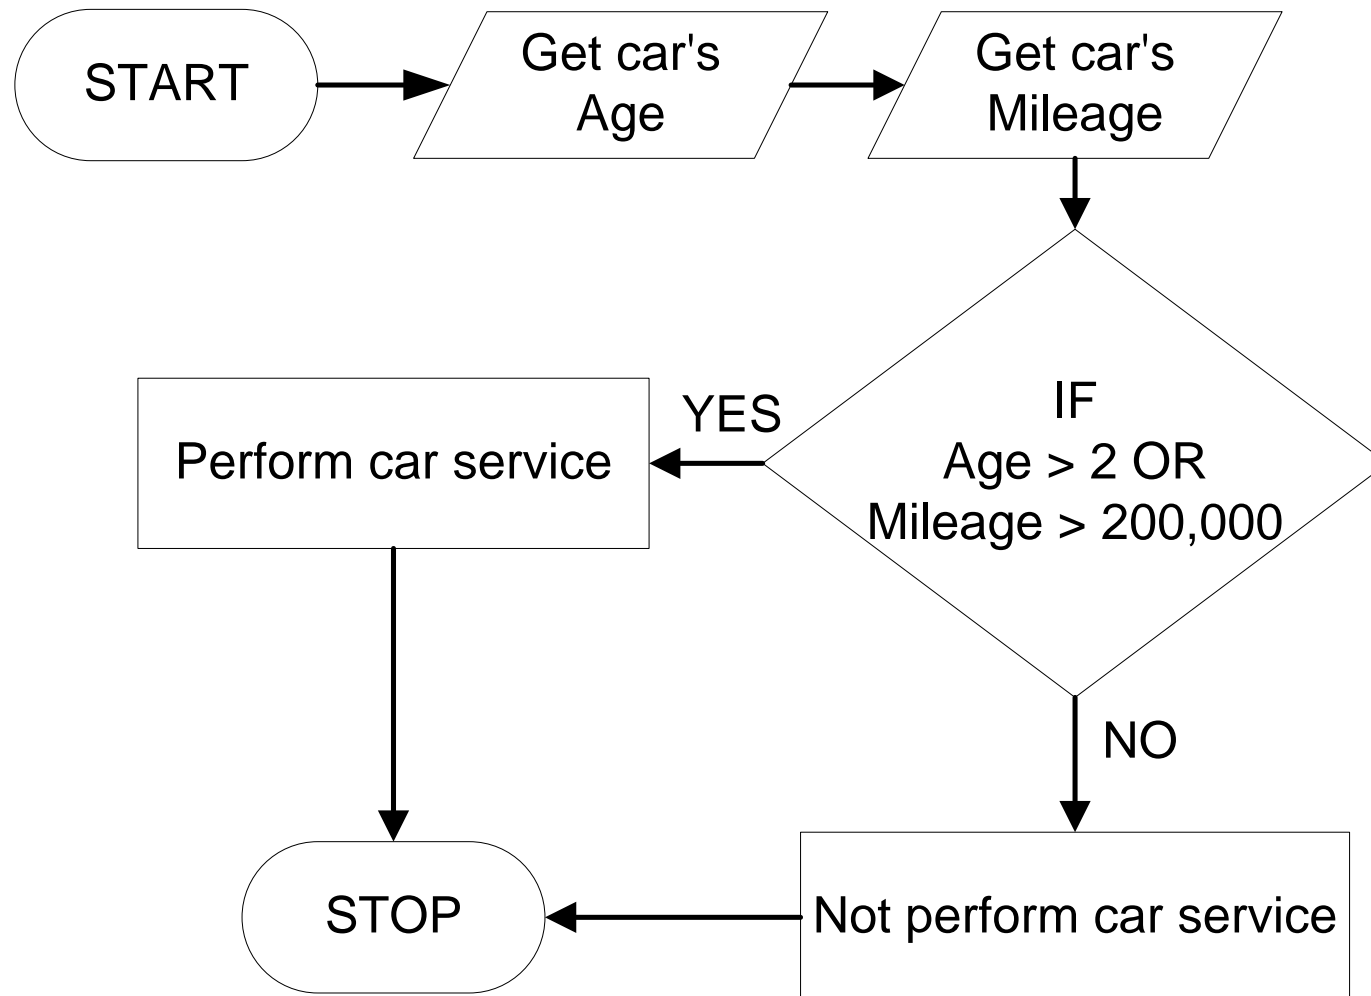 START
Get car's
Age
Get car's
Mileage
IF
Age > 2 OR
Mileage > 200,000
YES
Perform car service
NO
Not perform car service
STOP